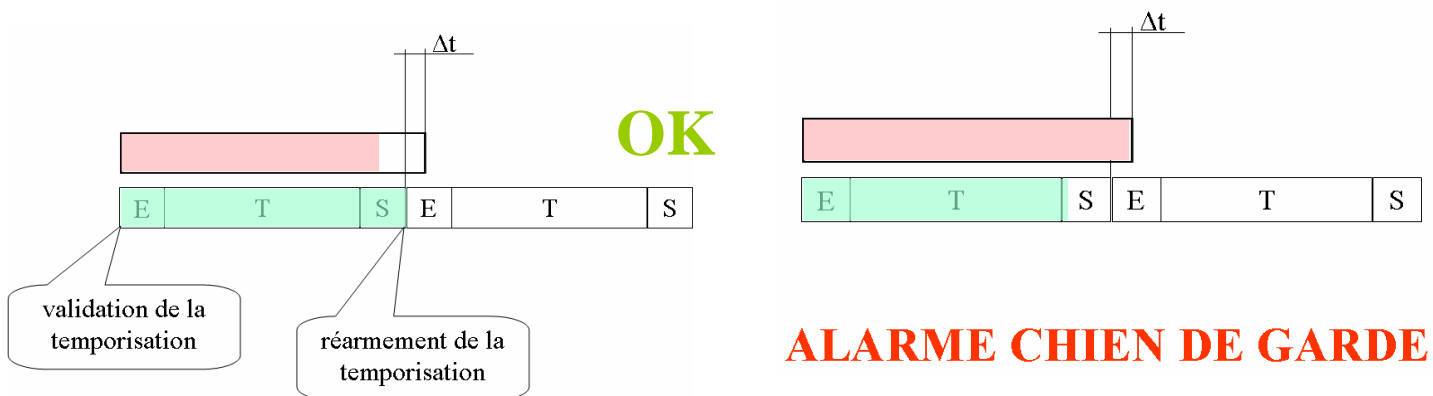 Δt
OK
E T S E T S
validation de la
temporisation
réarmement de la
temporisation
Δt
E T S E T S
ALARME CHIEN DE GARDE